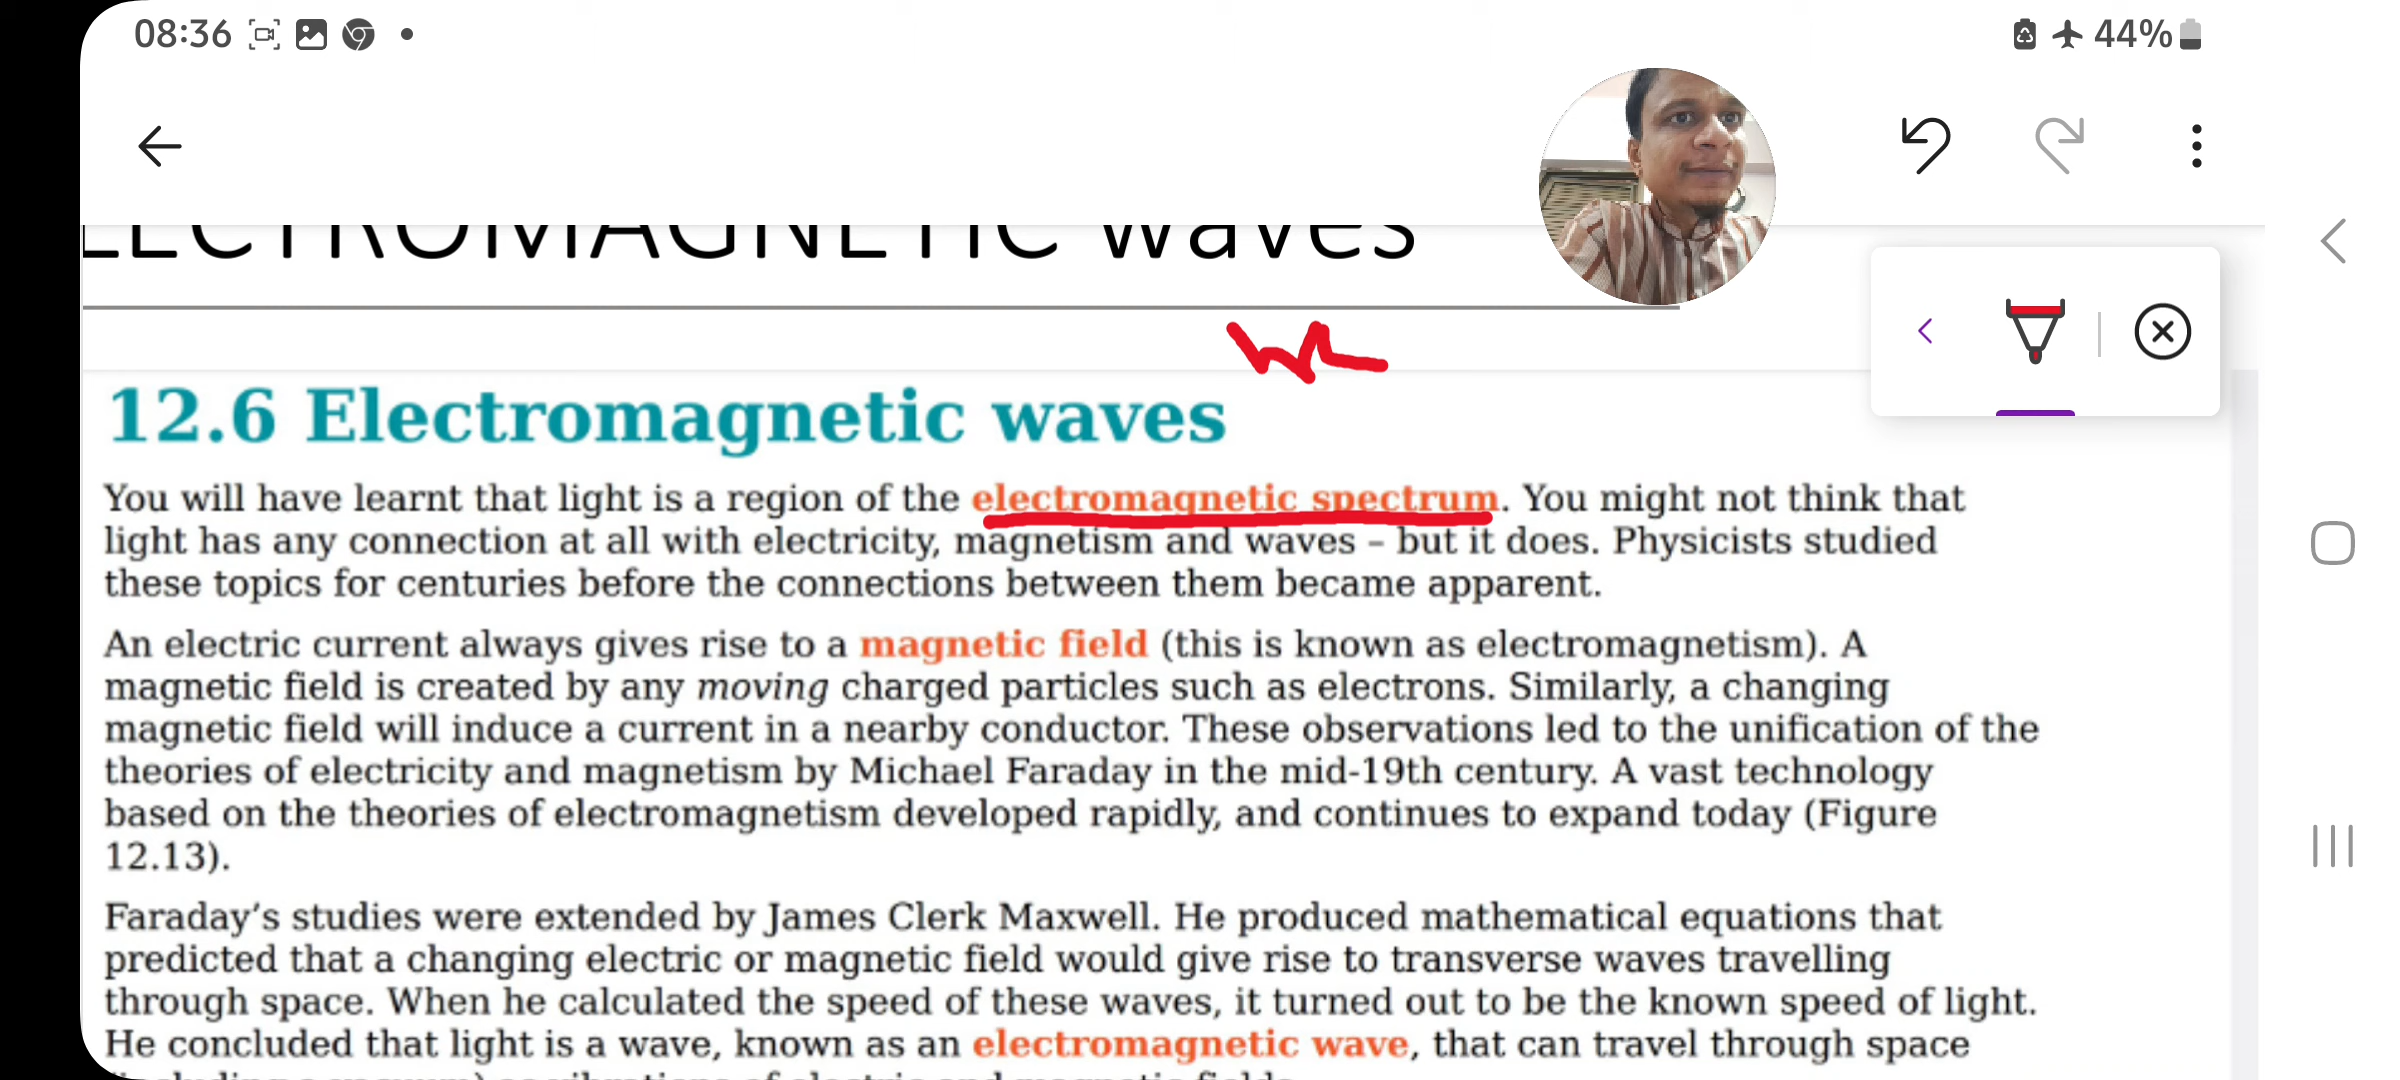 08:36
44%
ELECTROMAGNETIC waves
12.6 Electromagnetic waves
You will have learnt that light is a region of the electromagnetic spectrum. You might not think that
light has any connection at all with electricity, magnetism and waves – but it does. Physicists studied
these topics for centuries before the connections between them became apparent.
An electric current always gives rise to a magnetic field (this is known as electromagnetism). A
magnetic field is created by any moving charged particles such as electrons. Similarly, a changing
magnetic field will induce a current in a nearby conductor. These observations led to the unification of the
theories of electricity and magnetism by Michael Faraday in the mid-19th century. A vast technology
based on the theories of electromagnetism developed rapidly, and continues to expand today (Figure
12.13).
Faraday’s studies were extended by James Clerk Maxwell. He produced mathematical equations that
predicted that a changing electric or magnetic field would give rise to transverse waves travelling
through space. When he calculated the speed of these waves, it turned out to be the known speed of light.
He concluded that light is a wave, known as an electromagnetic wave, that can travel through space
(including a vacuum) as vibrations of electric and magnetic fields.